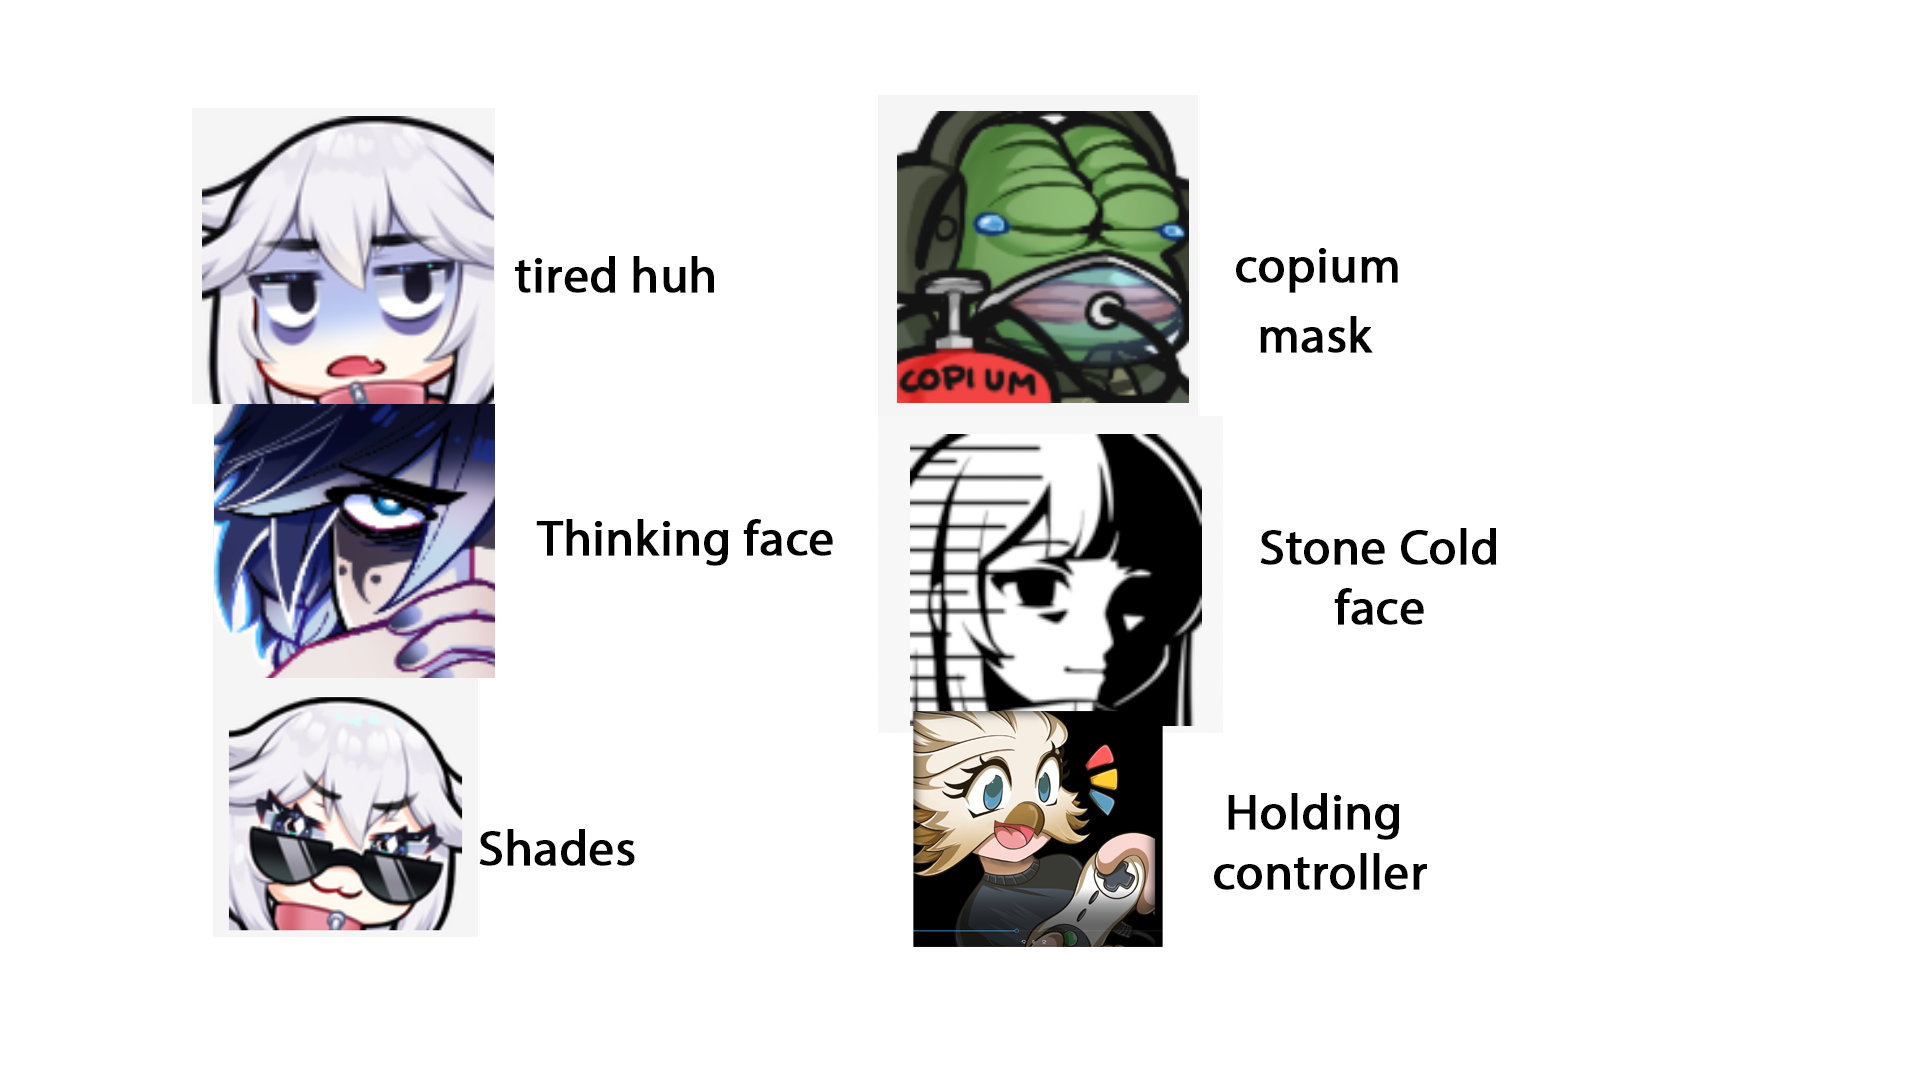 tired huh
COPIUM
copium
mask
Thinking face
Stone Cold
face
Shades
Holding
controller